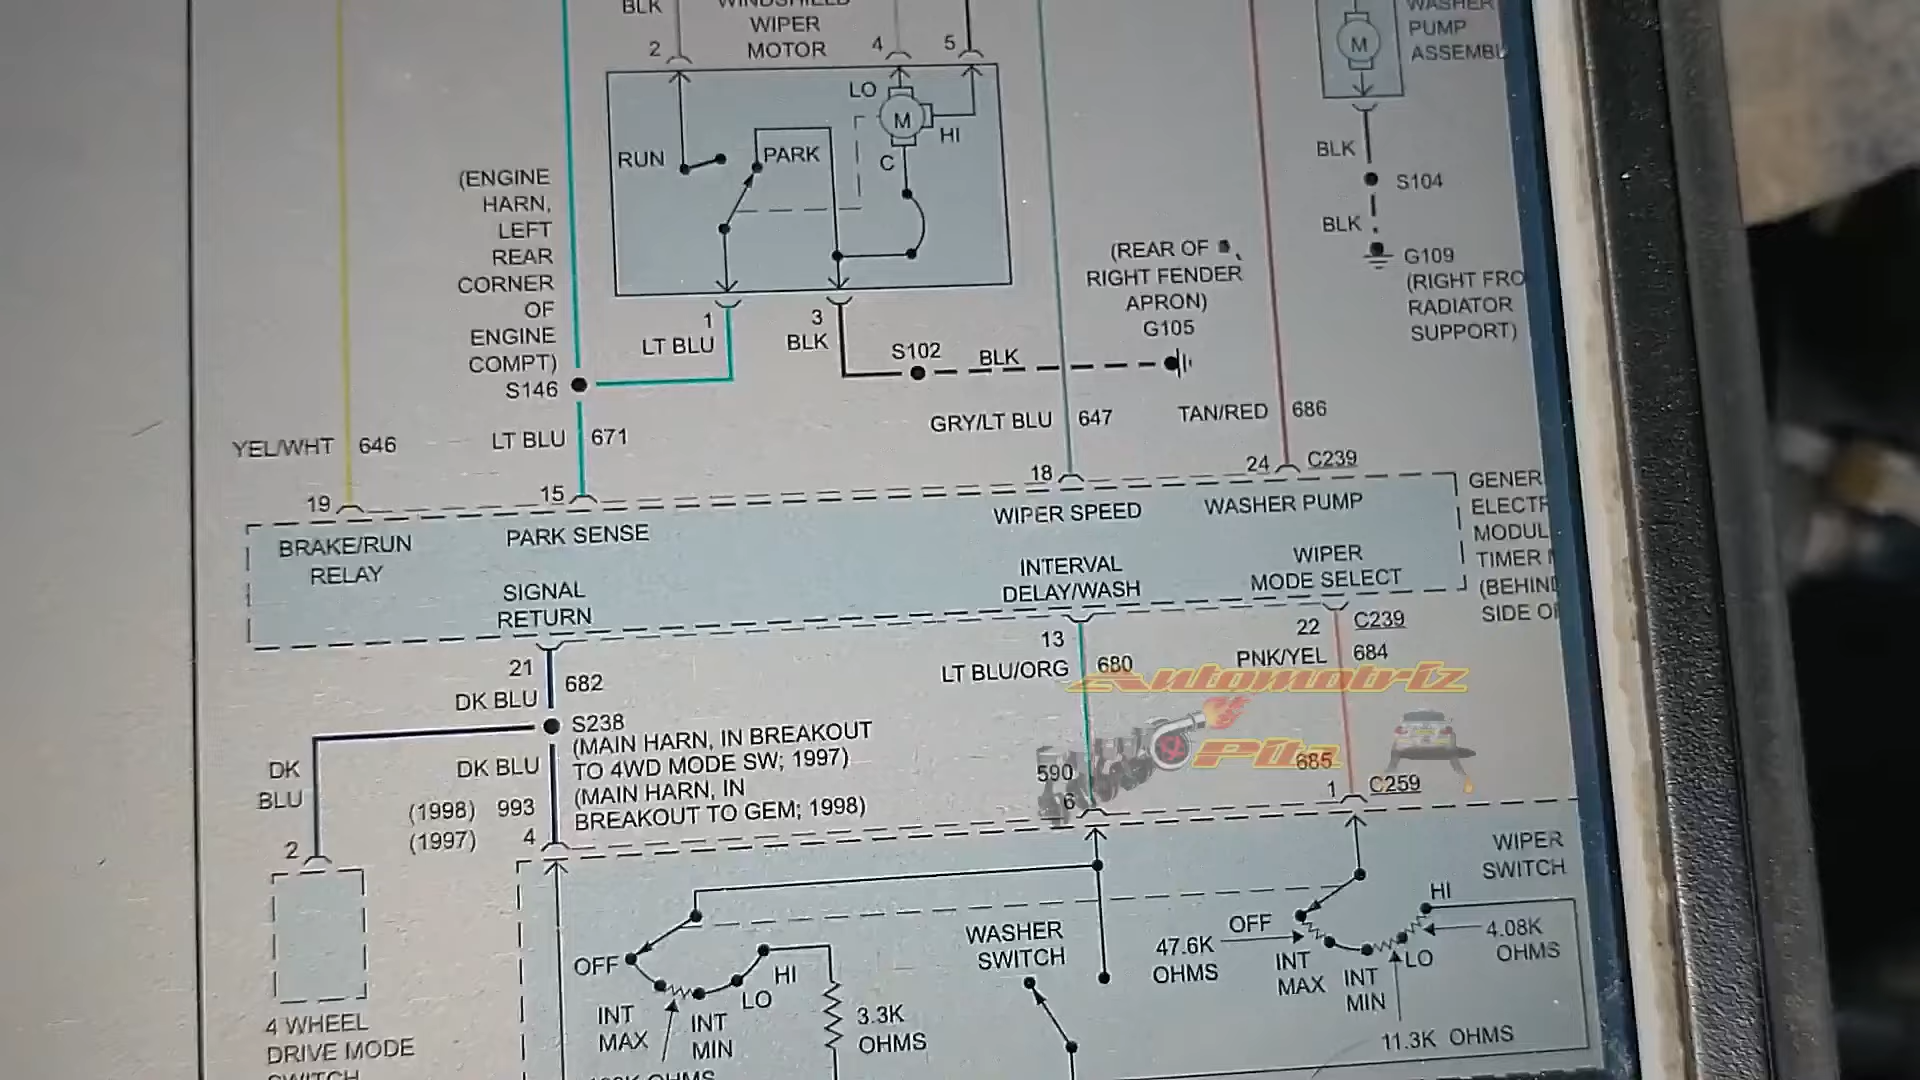 BLK
WINDSHIELD
WIPER
MOTOR
2
4
5
WASHER
PUMP
M
LO
M
HI
C
RUN
PARK
(ENGINE
HARN,
LEFT
REAR
CORNER
OF
ENGINE
COMPT)
S146
1
LT BLU
3
BLK
S102
BLK
(REAR OF
RIGHT FENDER
APRON)
G105
BLK
S104
BLK
G109
RADIATOR
SUPPORT)
YEL/WHT 646
LT BLU 671
GRY/LT BLU 647
TAN/RED 686
19
15
18
24 C239
BRAKE/RUN
RELAY
PARK SENSE
WIPER SPEED
WASHER PUMP
SIGNAL
RETURN
INTERVAL
DELAY/WASH
WIPER
MODE SELECT
TIMER
(BEHIND
SIDE
21
DK BLU 682
13
LT BLU/ORG 680
22 C239
PNK/YEL 684
Automotriz
Pita
S238
(MAIN HARN, IN BREAKOUT
TO 4WD MODE SW; 1997)
(MAIN HARN, IN
BREAKOUT TO GEM; 1998)
DK
BLU
DK BLU
(1998) 993
(1997) 4
2
590
6
685
1 C259
WIPER
SWITCH
4 WHEEL
DRIVE MODE
SWITCH
OFF
INT
MAX
INT
MIN
LO
HI
3.3K
OHMS
OHMS
WASHER
SWITCH
47.6K
OHMS
OFF
INT
MAX
INT
MIN
LO
HI
4.08K
OHMS
11.3K OHMS